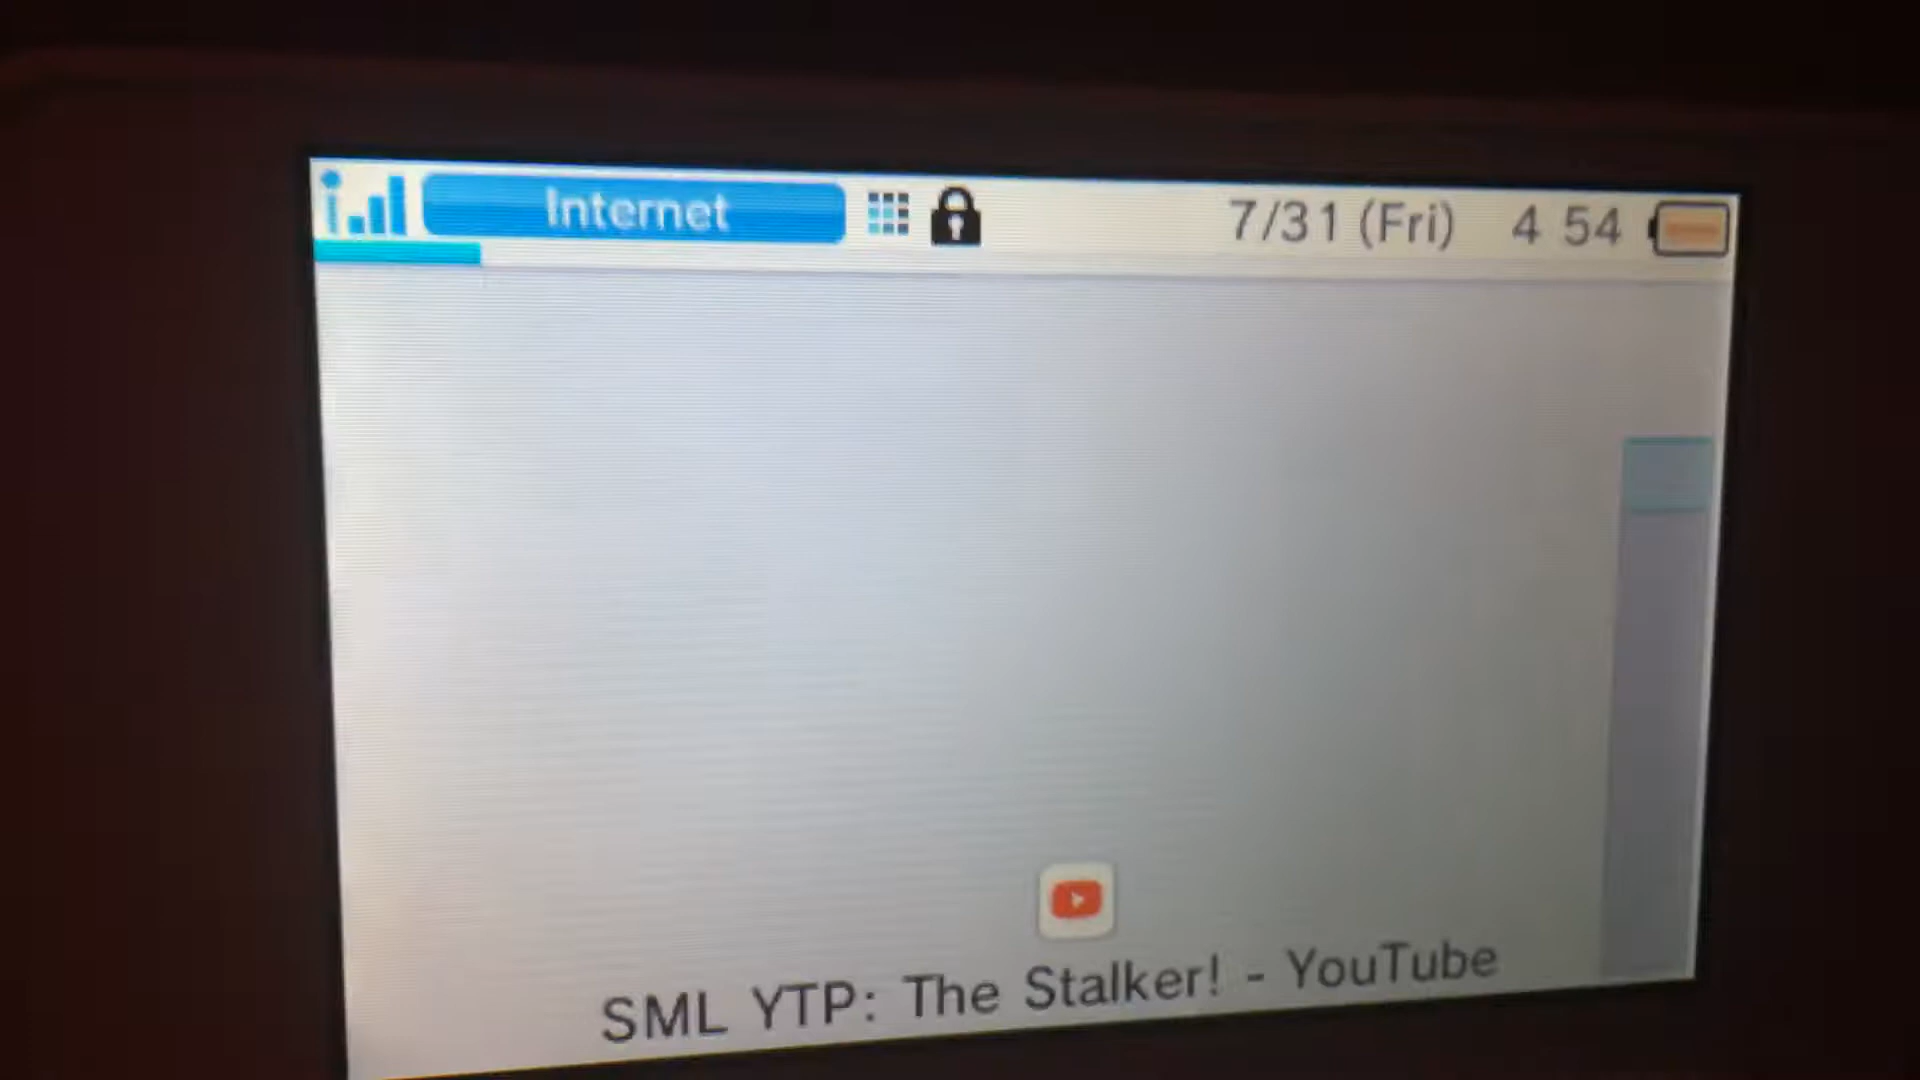 Internet 7/31 (Fri) 4 54
SML YTP: The Stalker! - YouTube